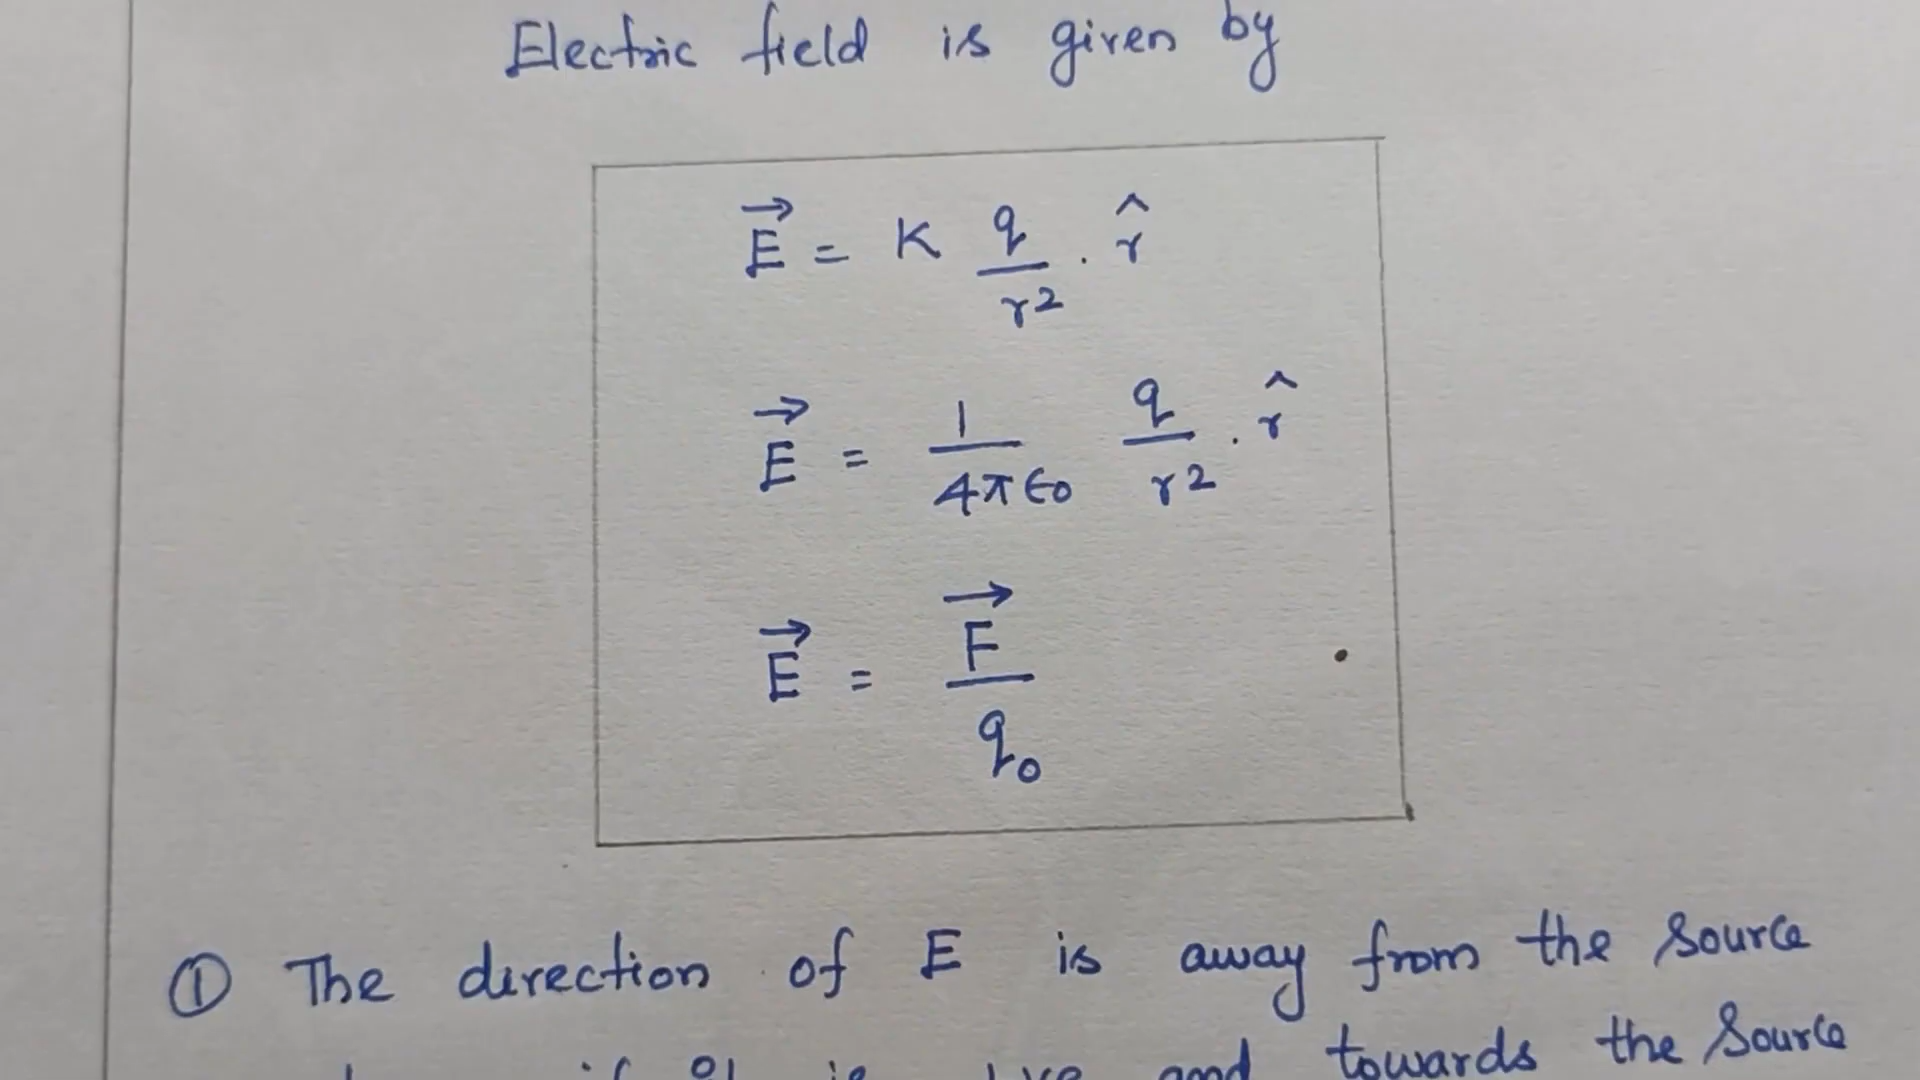 Electric field is given by
E⃗ = K q/r² . r̂
E⃗ = 1/4πϵ₀ q/r² . r̂
E⃗ = F⃗/q₀
① The direction of E is away from the source
and towards the source